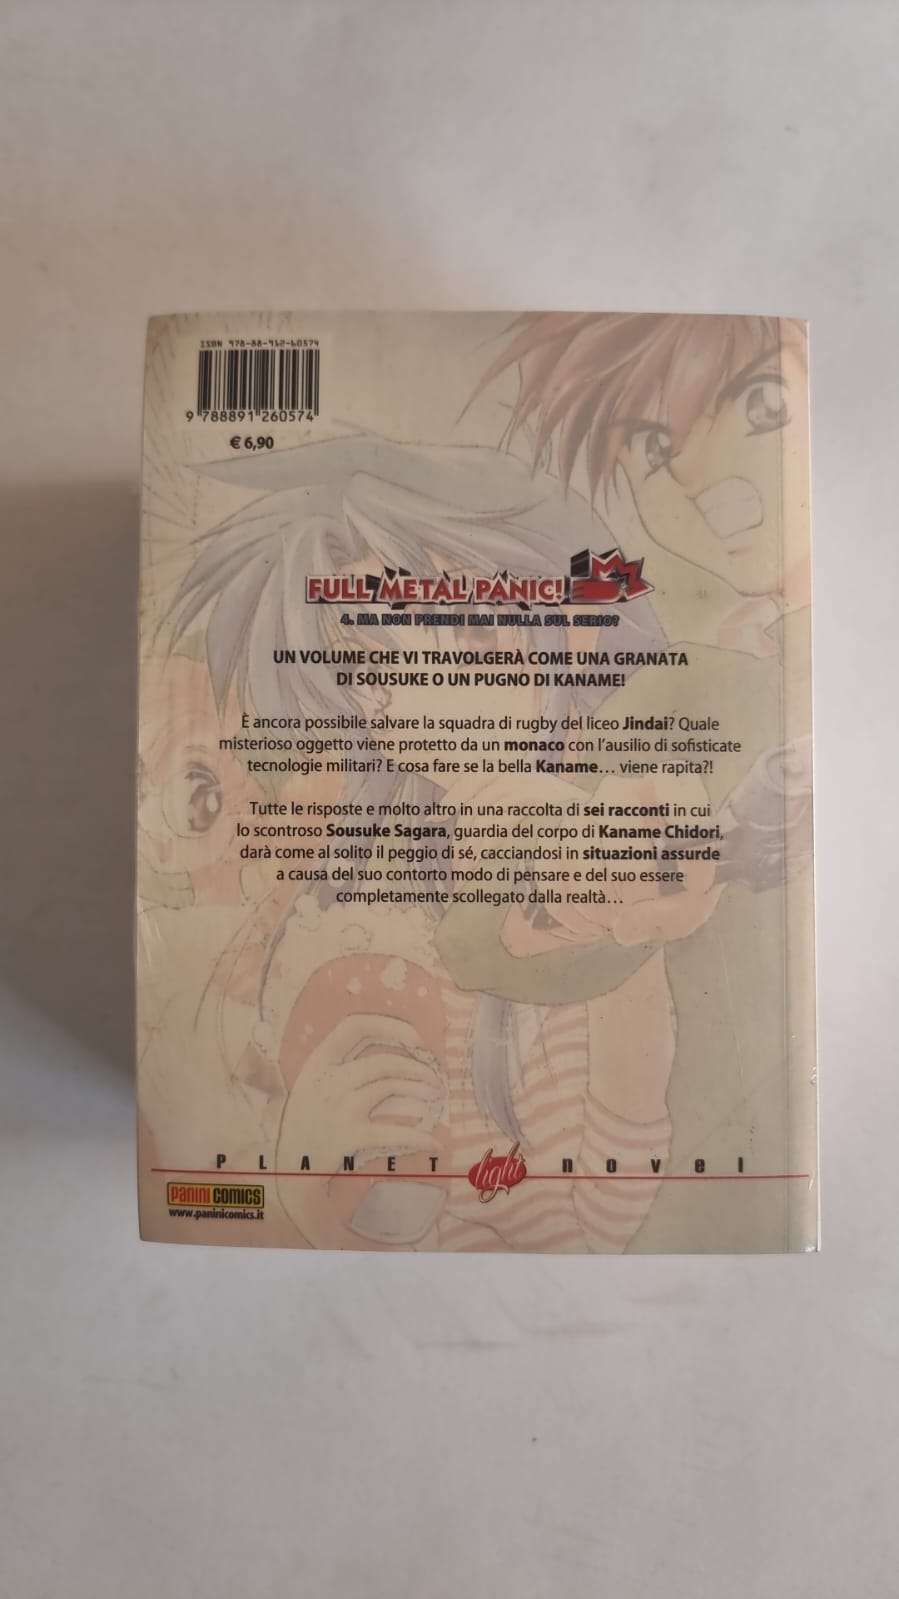 ISBN 978-88-912-6057-4
9 788891 260574
€ 6,90
FULL METAL PANIC!
4. MA NON PRENDI MAI NULLA SUL SERIO?
UN VOLUME CHE VI TRAVOLGERÀ COME UNA GRANATA
DI SOUSUKE O UN PUGNO DI KANAME!
È ancora possibile salvare la squadra di rugby del liceo Jindai? Quale
misterioso oggetto viene protetto da un monaco con l'ausilio di sofisticate
tecnologie militari? E cosa fare se la bella Kaname... viene rapita?!
Tutte le risposte e molto altro in una raccolta di sei racconti in cui
lo scontroso Sousuke Sagara, guardia del corpo di Kaname Chidori,
darà come al solito il peggio di sé, cacciandosi in situazioni assurde
a causa del suo contorto modo di pensare e del suo essere
completamente scollegato dalla realtà...
PLANET light novel
PANINI COMICS
www.paninicomics.it